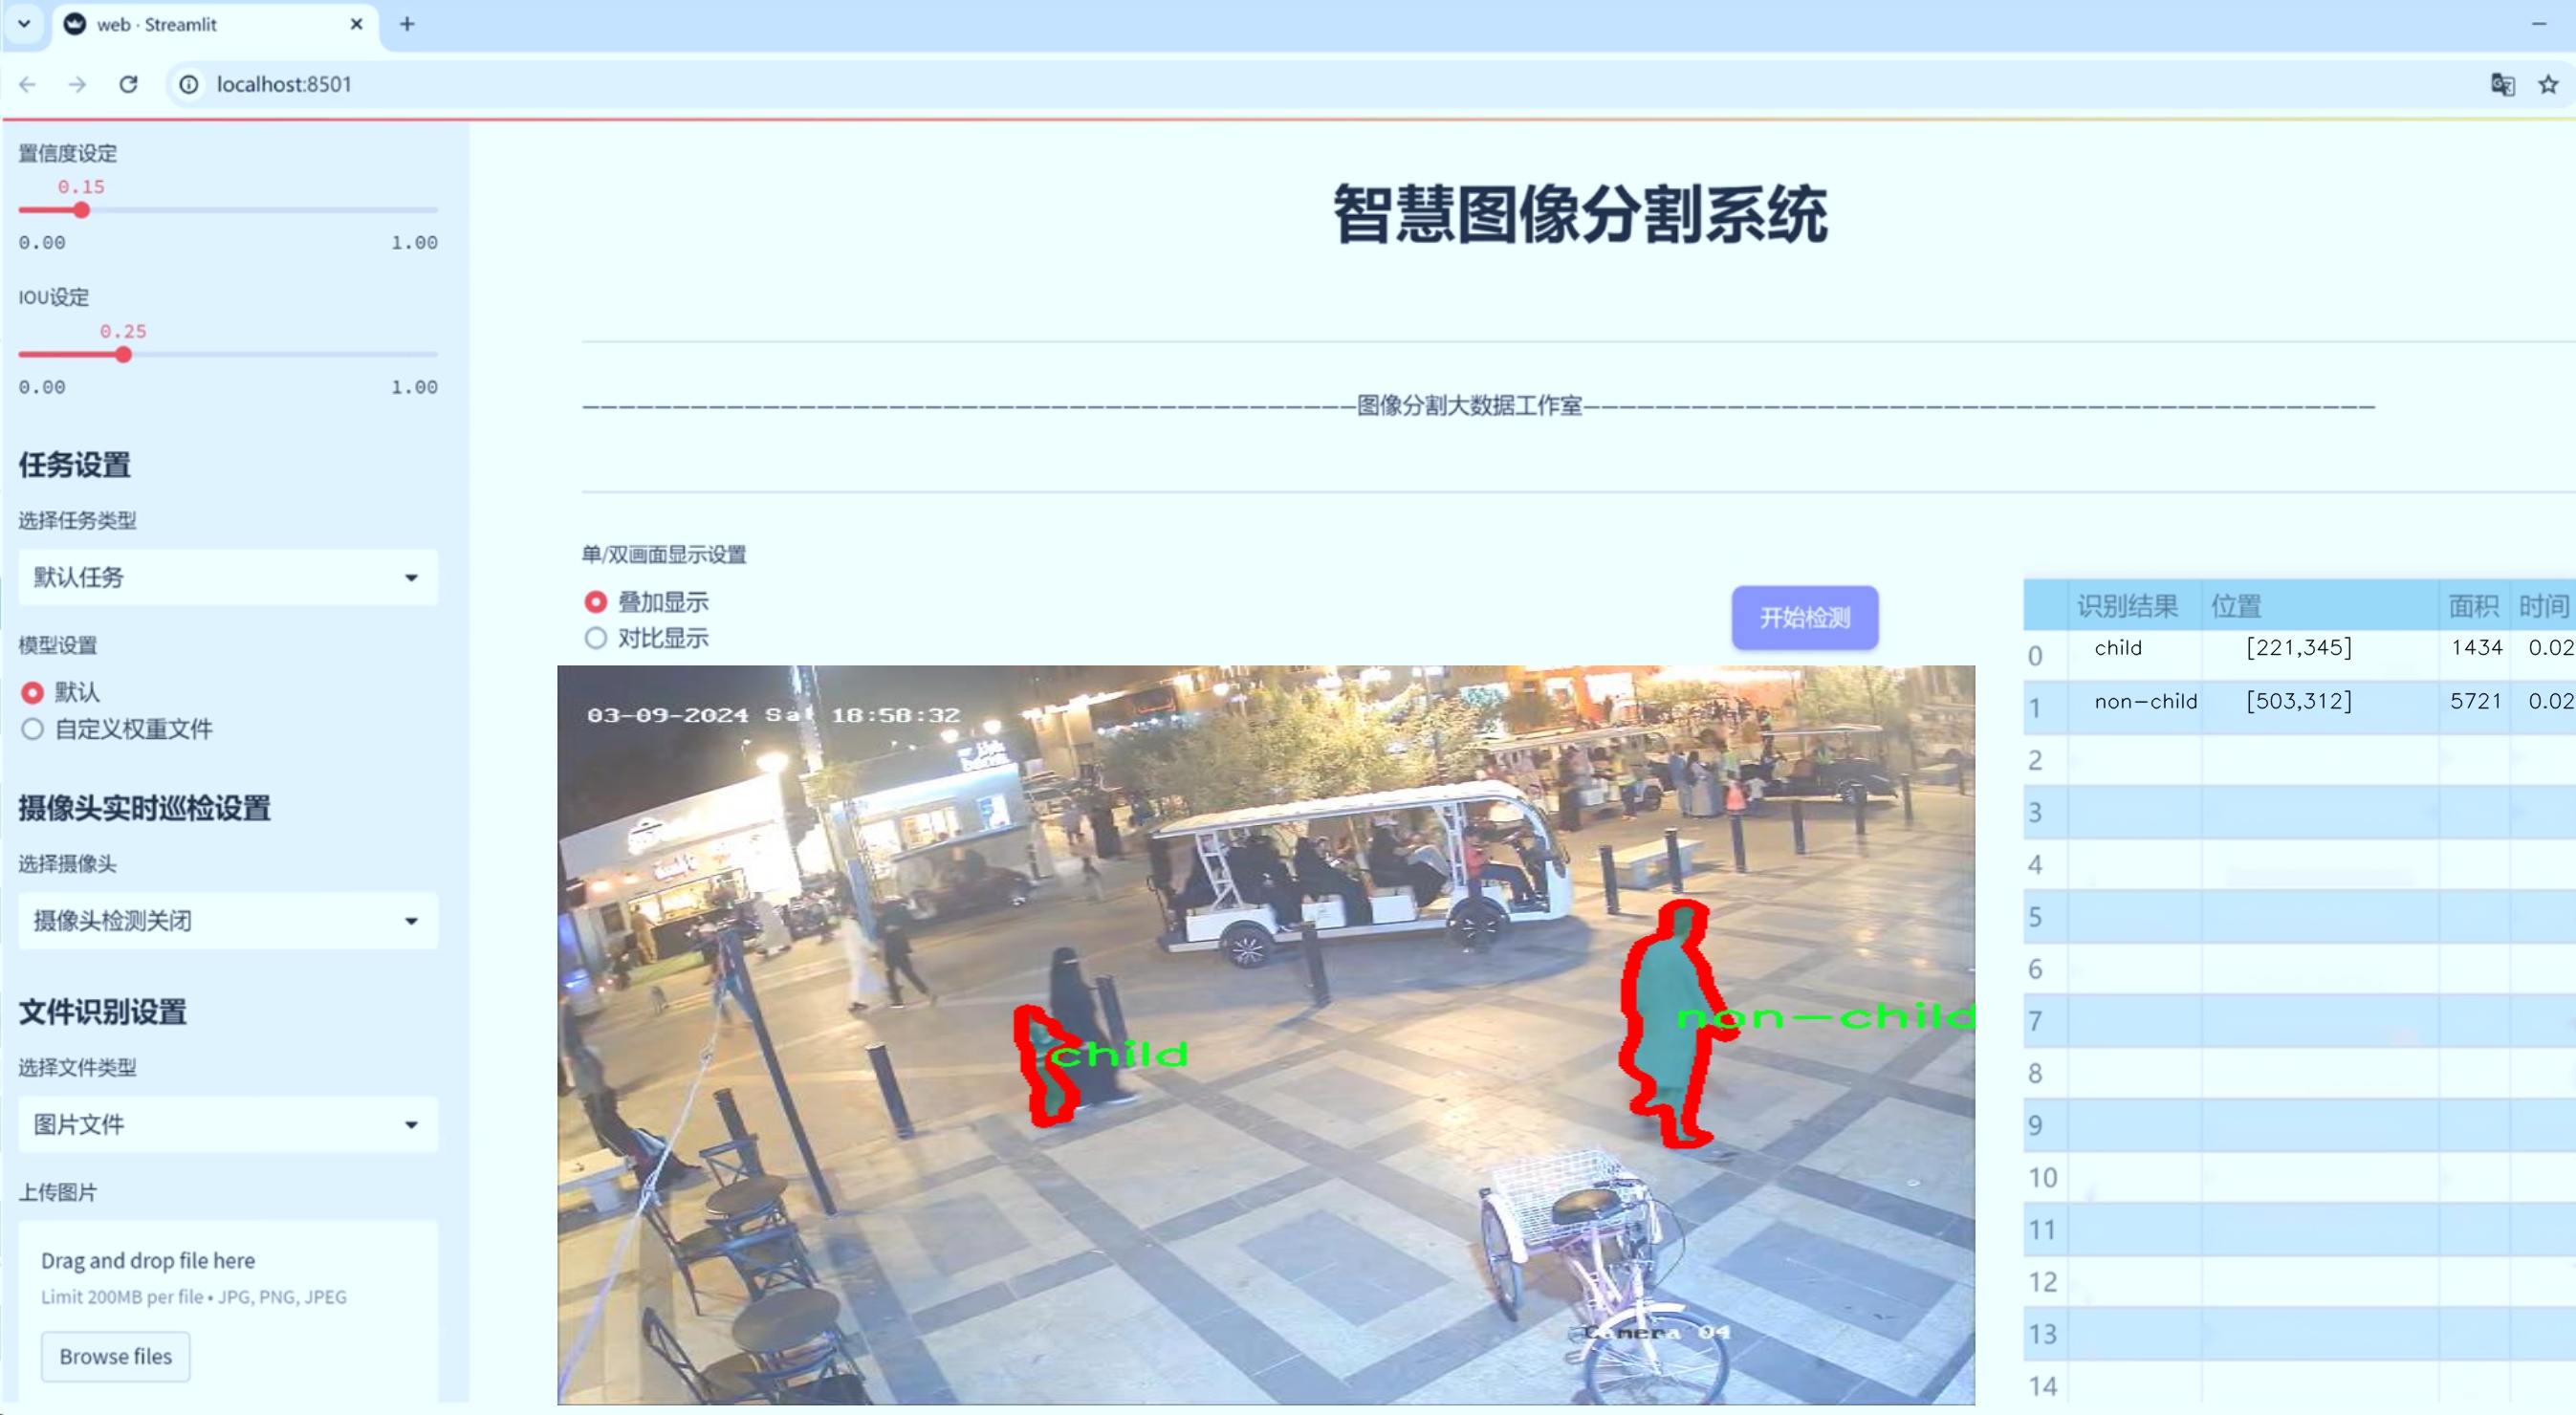 web · Streamlit
localhost:8501
置信度设定
0.15
0.00 1.00
IOU设定
0.25
0.00 1.00
任务设置
选择任务类型
默认任务
模型设置
默认
自定义权重文件
摄像头实时巡检设置
选择摄像头
摄像头检测关闭
文件识别设置
选择文件类型
图片文件
上传图片
Drag and drop file here
Limit 200MB per file • JPG, PNG, JPEG
Browse files
智慧图像分割系统
———————————————————————————————————————————图像分割大数据工作室————————————————————————————————————————————
单/双画面显示设置
叠加显示
对比显示
开始检测
03-09-2024 Sat 18:58:32
child
non-child
Camera 04
识别结果 位置 面积 时间
0 child [221,345] 1434 0.02
1 non-child [503,312] 5721 0.02
2
3
4
5
6
7
8
9
10
11
12
13
14